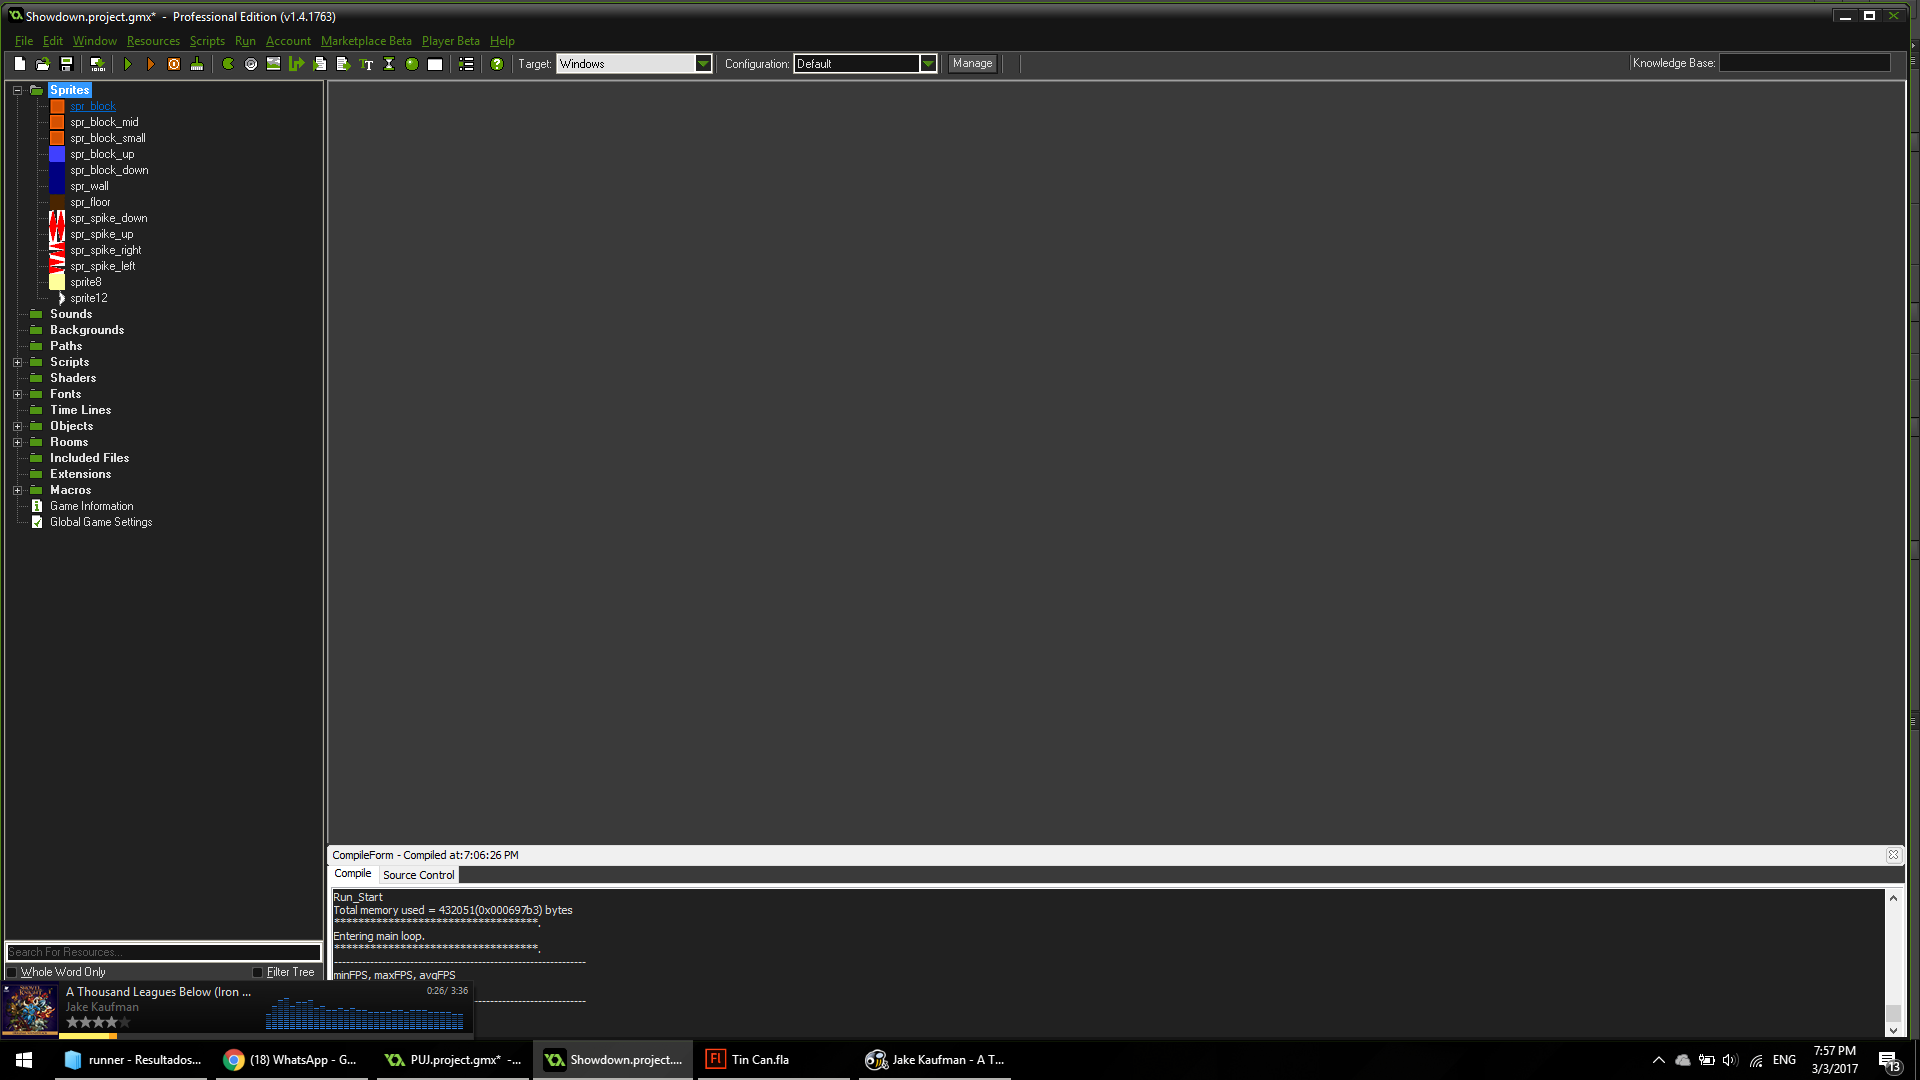 Showdown.project.gmx* - Professional Edition (v1.4.1763)
File Edit Window Resources Scripts Run Account Marketplace Beta Player Beta Help
Target: Windows Configuration: Default Manage Knowledge Base:
Sprites
spr_block
spr_block_mid
spr_block_small
spr_block_up
spr_block_down
spr_wall
spr_floor
spr_spike_down
spr_spike_up
spr_spike_right
spr_spike_left
sprite8
sprite12
Sounds
Backgrounds
Paths
Scripts
Shaders
Fonts
Time Lines
Objects
Rooms
Included Files
Extensions
Macros
Game Information
Global Game Settings
Search For Resources...
Whole Word Only Filter Tree
CompileForm - Compiled at:7:06:26 PM
Compile Source Control
Run_Start
Total memory used = 432051(0x000697b3) bytes
**********************************.
Entering main loop.
**********************************.
minFPS, maxFPS, avgFPS
SHOVEL KNIGHT
A Thousand Leagues Below (Iron ...
0:26/ 3:36
Jake Kaufman
runner - Resultados...
(18) WhatsApp - G...
PUJ.project.gmx* -...
Showdown.project....
Fl
Tin Can.fla
Jake Kaufman - A T...
ENG
7:57 PM
3/3/2017
13